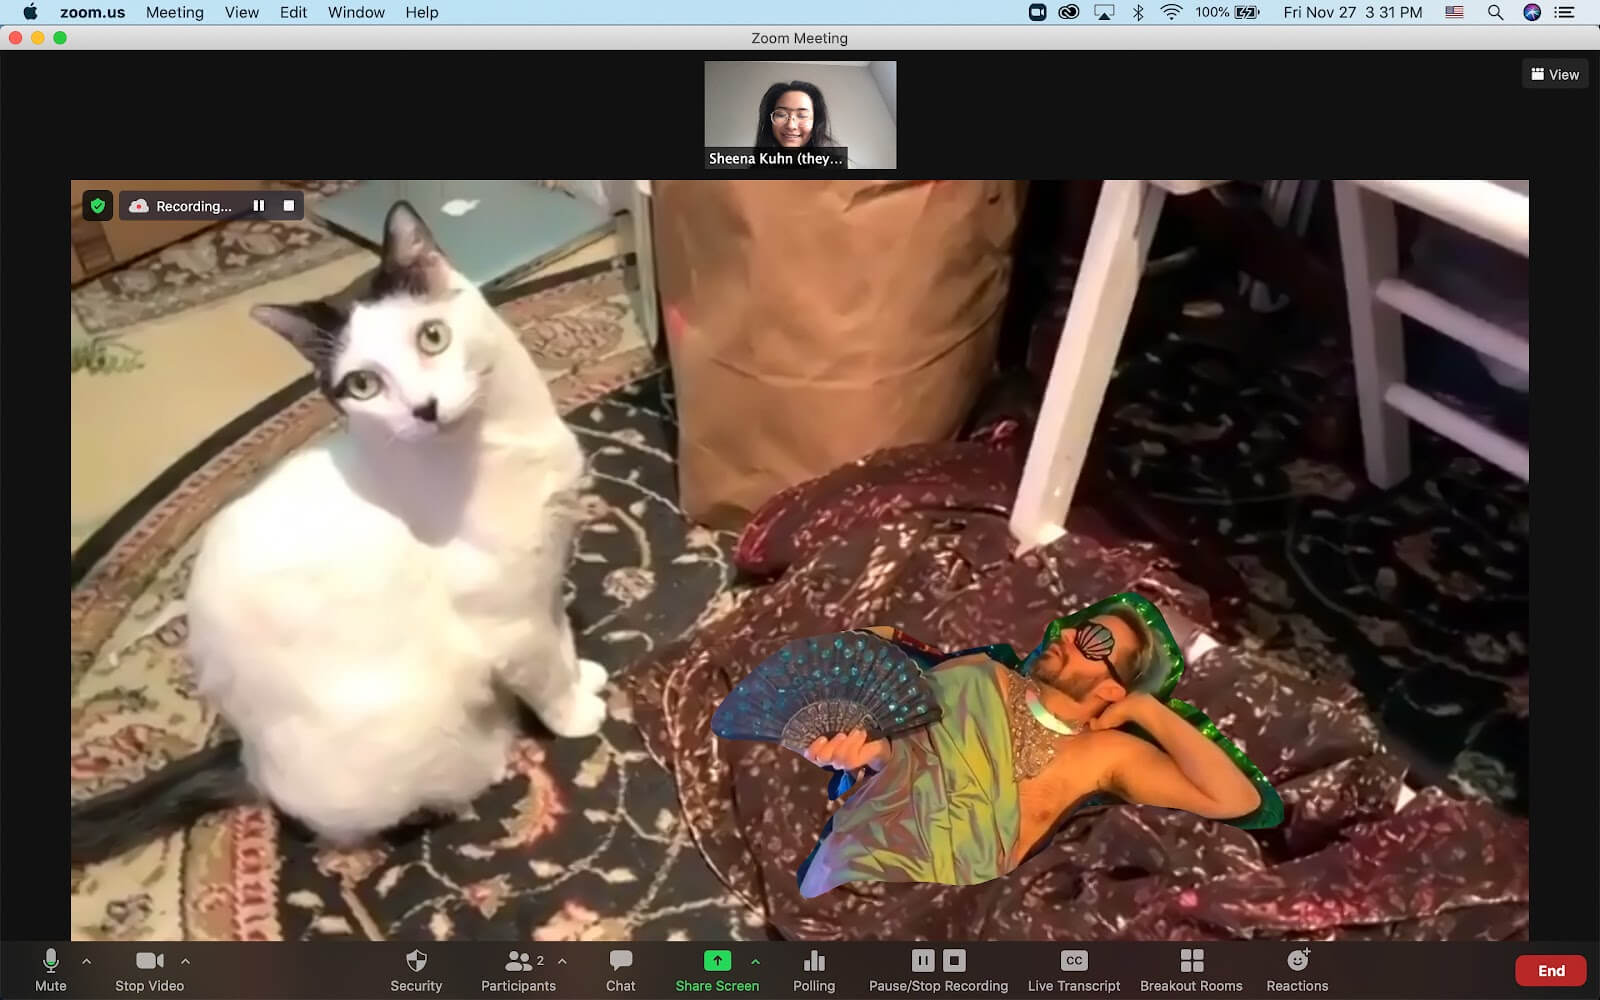 zoom.us Meeting View Edit Window Help 100% Fri Nov 27 3 31 PM
Zoom Meeting
View
Sheena Kuhn (they...
Recording...
Mute Stop Video Security Participants 2 Chat Share Screen Polling Pause/Stop Recording CC Live Transcript Breakout Rooms Reactions End